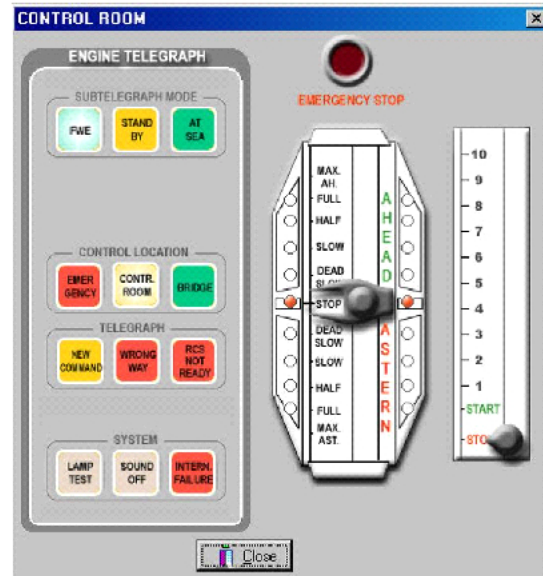 CONTROL ROOM
ENGINE TELEGRAPH
SUBTELEGRAPH MODE
FWE
STAND
BY
AT
SEA
CONTROL LOCATION
EMER
GENCY
CONTR.
ROOM
BRIDGE
TELEGRAPH
NEW
COMMAND
WRONG
WAY
RCS
NOT
READY
SYSTEM
LAMP
TEST
SOUND
OFF
INTERN.
FAILURE
EMERGENCY STOP
MAX.
AH.
FULL
HALF
SLOW
DEAD
SLOW
STOP
DEAD
SLOW
SLOW
HALF
FULL
MAX.
AST.
AHEAD
ASTERN
10
9
8
7
6
5
4
3
2
1
START
STO
Close